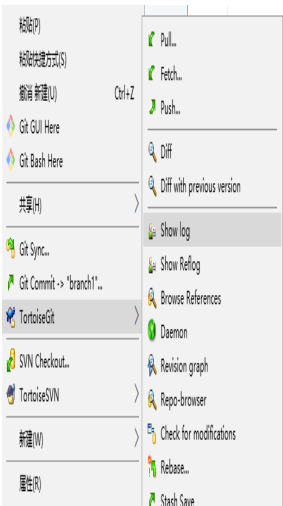 粘贴(P)
粘贴快捷方式(S)
撤消 新建(U) Ctrl+Z
Git GUI Here
Git Bash Here
共享(H)
Git Sync...
Git Commit -> "branch1"...
TortoiseGit
SVN Checkout...
TortoiseSVN
新建(W)
属性(R)
Pull...
Fetch...
Push...
Diff
Diff with previous version
Show log
Show Reflog
Browse References
Daemon
Revision graph
Repo-browser
Check for modifications
Rebase...
Stash Save